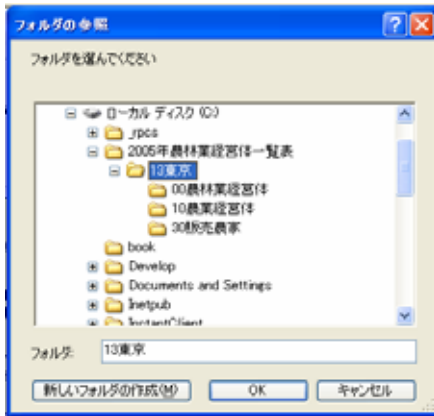 フォルダの参照
フォルダを選んでください
ローカル ディスク (C:)
_rpcs
2005年農林業経営体一覧表
13東京
00農林業経営体
10農業経営体
30販売農家
book
Develop
Documents and Settings
Inetpub
InstantClient
フォルダ: 13東京
新しいフォルダの作成(M) OK キャンセル